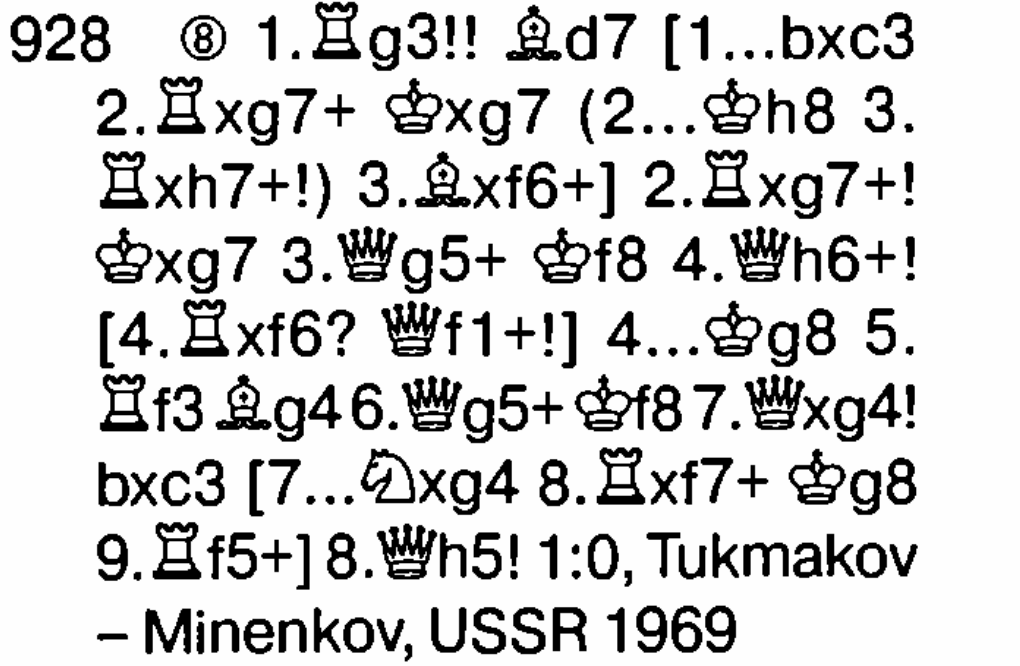 928 ⑧ 1.♖g3!! ♗d7 [1...bxc3
2.♖xg7+ ♔xg7 (2...♔h8 3.
♖xh7+!) 3.♗xf6+] 2.♖xg7+!
♔xg7 3.♕g5+ ♔f8 4.♕h6+!
[4.♖xf6? ♕f1+!] 4...♔g8 5.
♖f3 ♗g4 6.♕g5+ ♔f8 7.♕xg4!
bxc3 [7...♘xg4 8.♖xf7+ ♔g8
9.♖f5+] 8.♕h5! 1:0, Tukmakov
– Minenkov, USSR 1969